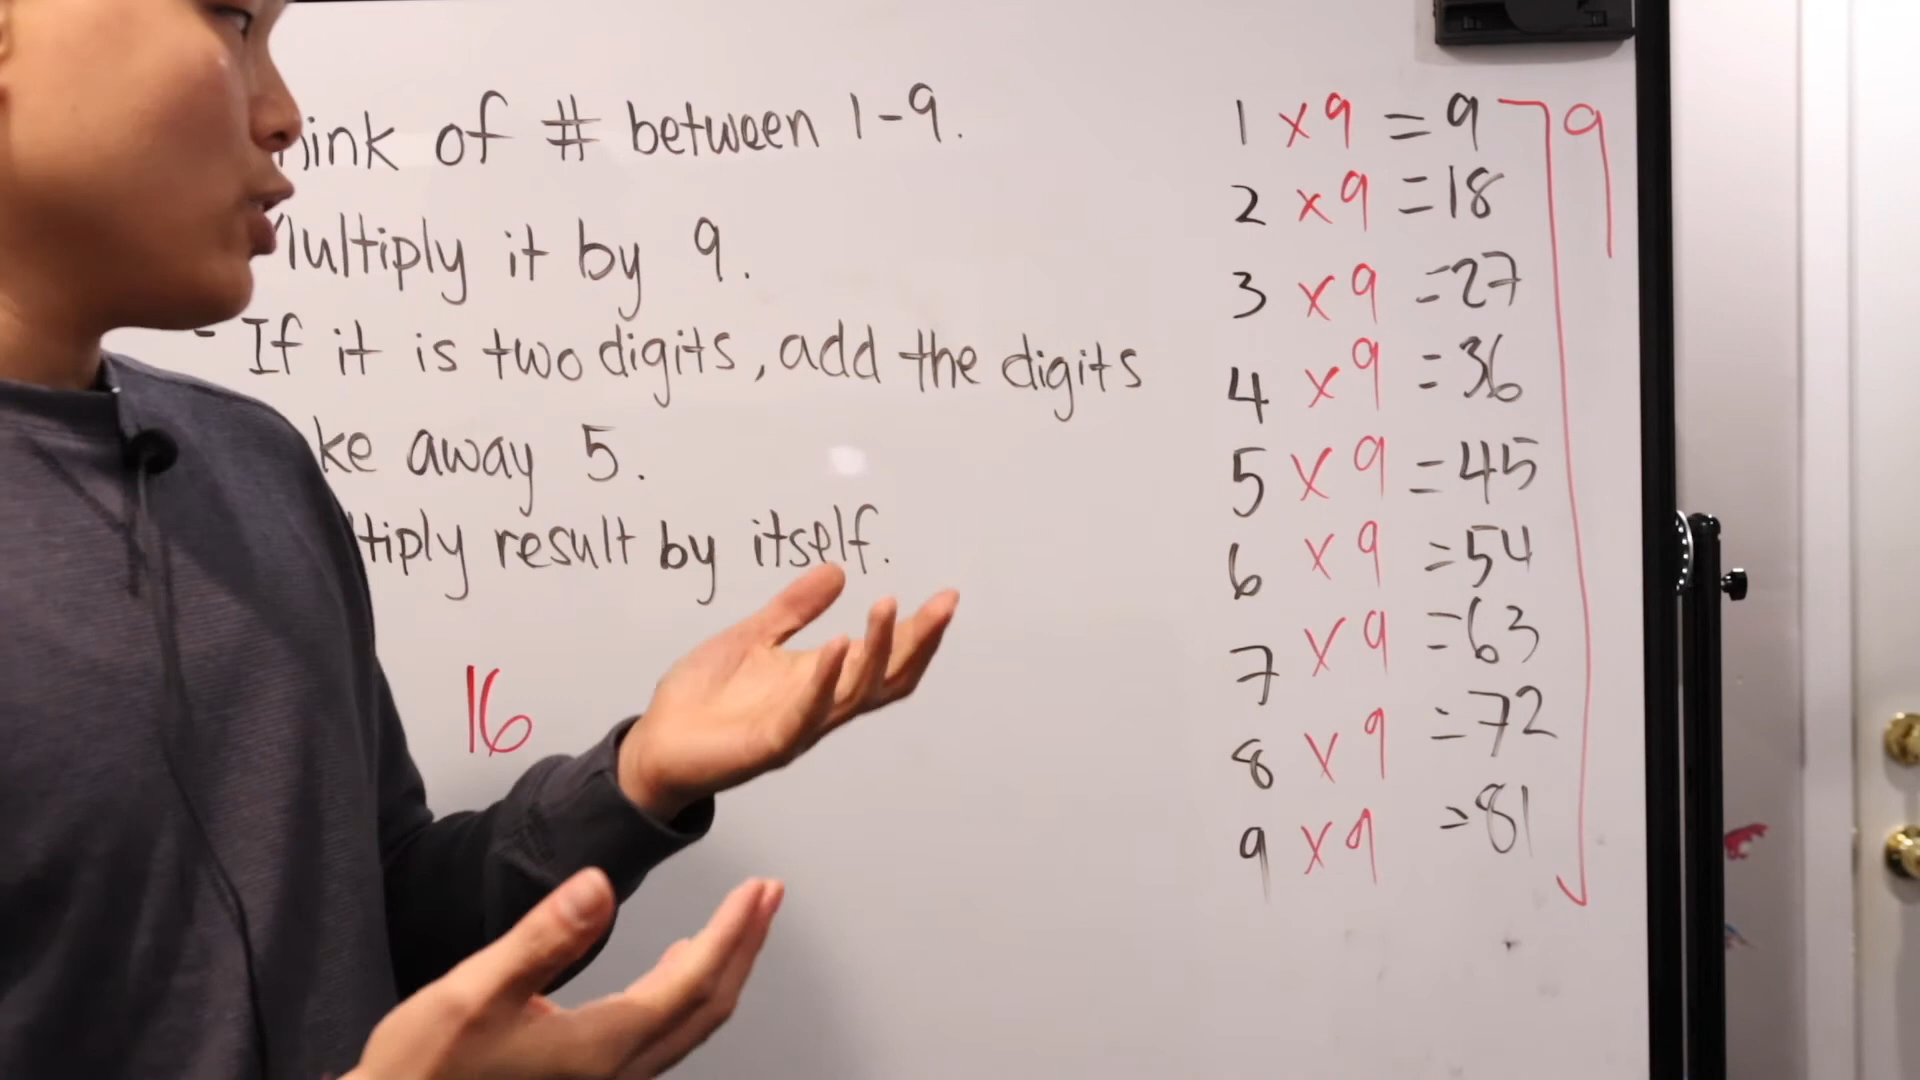 hink of # between 1-9.
Multiply it by 9.
- If it is two digits, add the digits
ke away 5.
tiply result by itself.
16
1 x 9 = 9
2 x 9 = 18
3 x 9 = 27
4 x 9 = 36
5 x 9 = 45
6 x 9 = 54
7 x 9 = 63
8 x 9 = 72
9 x 9 = 81
9